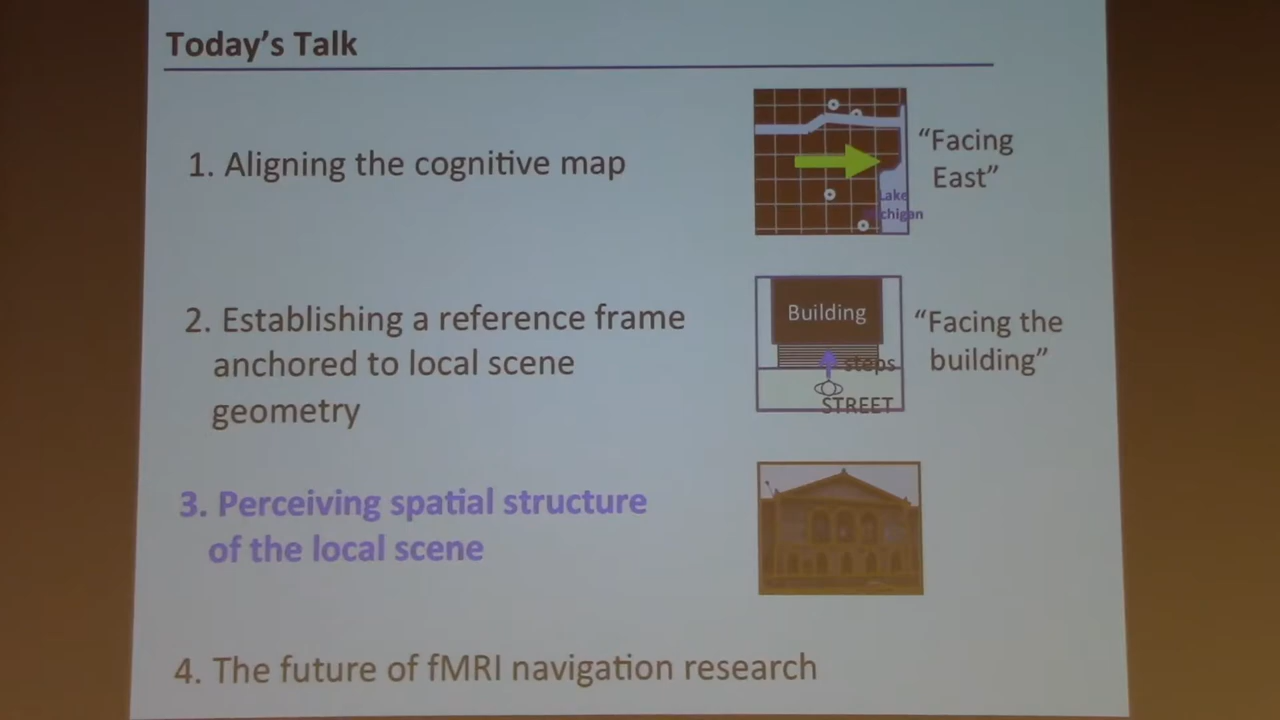 Today's Talk
1. Aligning the cognitive map
"Facing
East"
Lake
Michigan
2. Establishing a reference frame
anchored to local scene
geometry
Building
steps
STREET
"Facing the
building"
3. Perceiving spatial structure
of the local scene
4. The future of fMRI navigation research